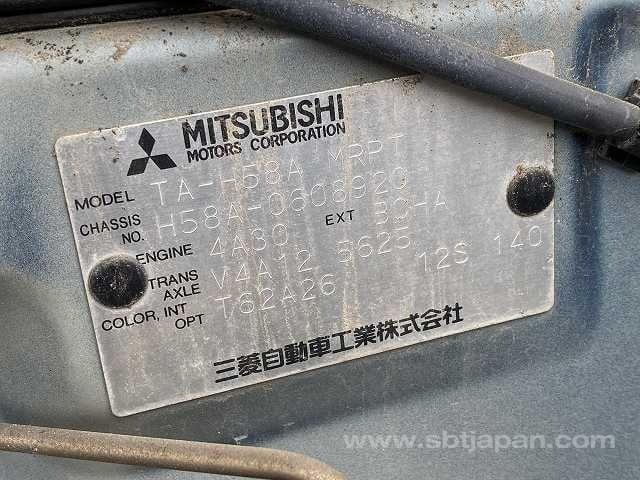 MITSUBISHI
MOTORS CORPORATION
MODEL TA-H58A MRPT
CHASSIS NO. H58A-0608920
ENGINE 4A30 EXT
TRANS AXLE V4A12 5625
COLOR, INT OPT T62A26 12S 140
三菱自動車工業株式会社
www.sbtjapan.com